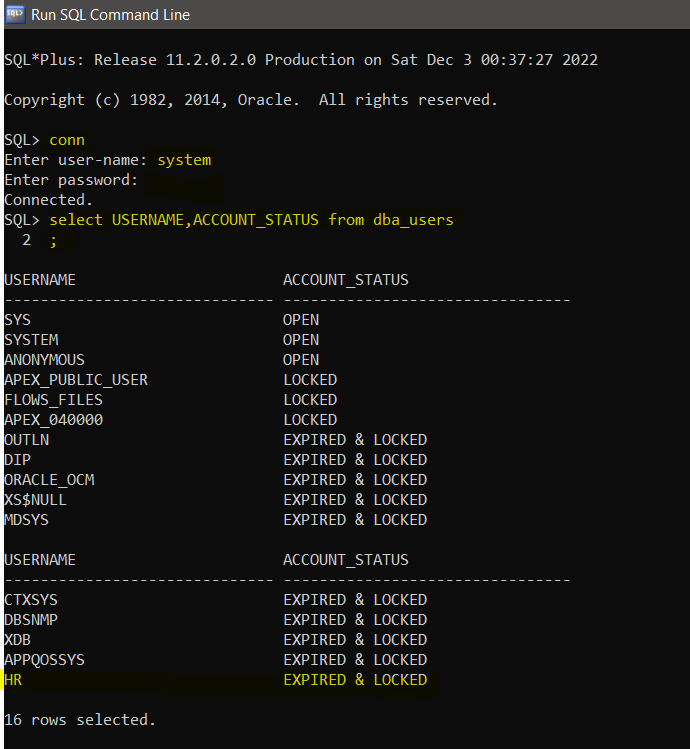 SQL>
Run SQL Command Line
SQL*Plus: Release 11.2.0.2.0 Production on Sat Dec 3 00:37:27 2022
Copyright (c) 1982, 2014, Oracle.  All rights reserved.
SQL> conn
Enter user-name: system
Enter password:
Connected.
SQL> select USERNAME,ACCOUNT_STATUS from dba_users
  2  ;
USERNAME                       ACCOUNT_STATUS
------------------------------ --------------------------------
SYS                            OPEN
SYSTEM                         OPEN
ANONYMOUS                      OPEN
APEX_PUBLIC_USER               LOCKED
FLOWS_FILES                    LOCKED
APEX_040000                    LOCKED
OUTLN                          EXPIRED & LOCKED
DIP                            EXPIRED & LOCKED
ORACLE_OCM                     EXPIRED & LOCKED
XS$NULL                        EXPIRED & LOCKED
MDSYS                          EXPIRED & LOCKED
USERNAME                       ACCOUNT_STATUS
------------------------------ --------------------------------
CTXSYS                         EXPIRED & LOCKED
DBSNMP                         EXPIRED & LOCKED
XDB                            EXPIRED & LOCKED
APPQOSSYS                      EXPIRED & LOCKED
HR                             EXPIRED & LOCKED
16 rows selected.